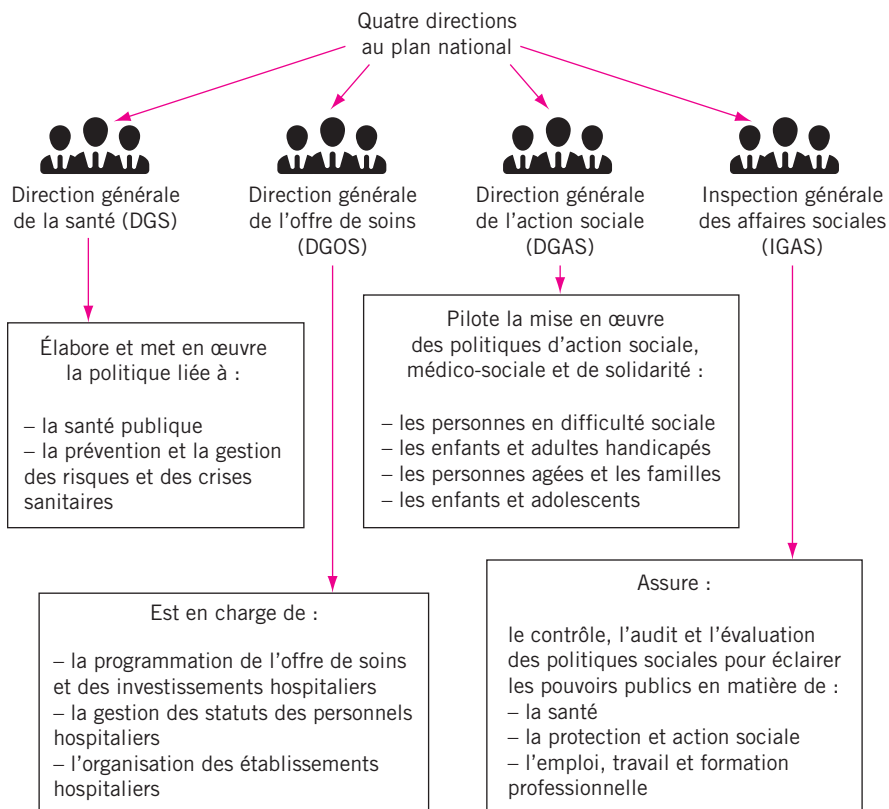 Quatre directions
au plan national
Direction générale
de la santé (DGS)
Direction générale
de l'offre de soins
(DGOS)
Direction générale
de l'action sociale
(DGAS)
Inspection générale
des affaires sociales
(IGAS)
Élabore et met en œuvre
la politique liée à :
– la santé publique
– la prévention et la gestion
des risques et des crises
sanitaires
Pilote la mise en œuvre
des politiques d'action sociale,
médico-sociale et de solidarité :
– les personnes en difficulté sociale
– les enfants et adultes handicapés
– les personnes agées et les familles
– les enfants et adolescents
Est en charge de :
– la programmation de l'offre de soins
et des investissements hospitaliers
– la gestion des statuts des personnels
hospitaliers
– l'organisation des établissements
hospitaliers
Assure :
le contrôle, l'audit et l'évaluation
des politiques sociales pour éclairer
les pouvoirs publics en matière de :
– la santé
– la protection et action sociale
– l'emploi, travail et formation
professionnelle